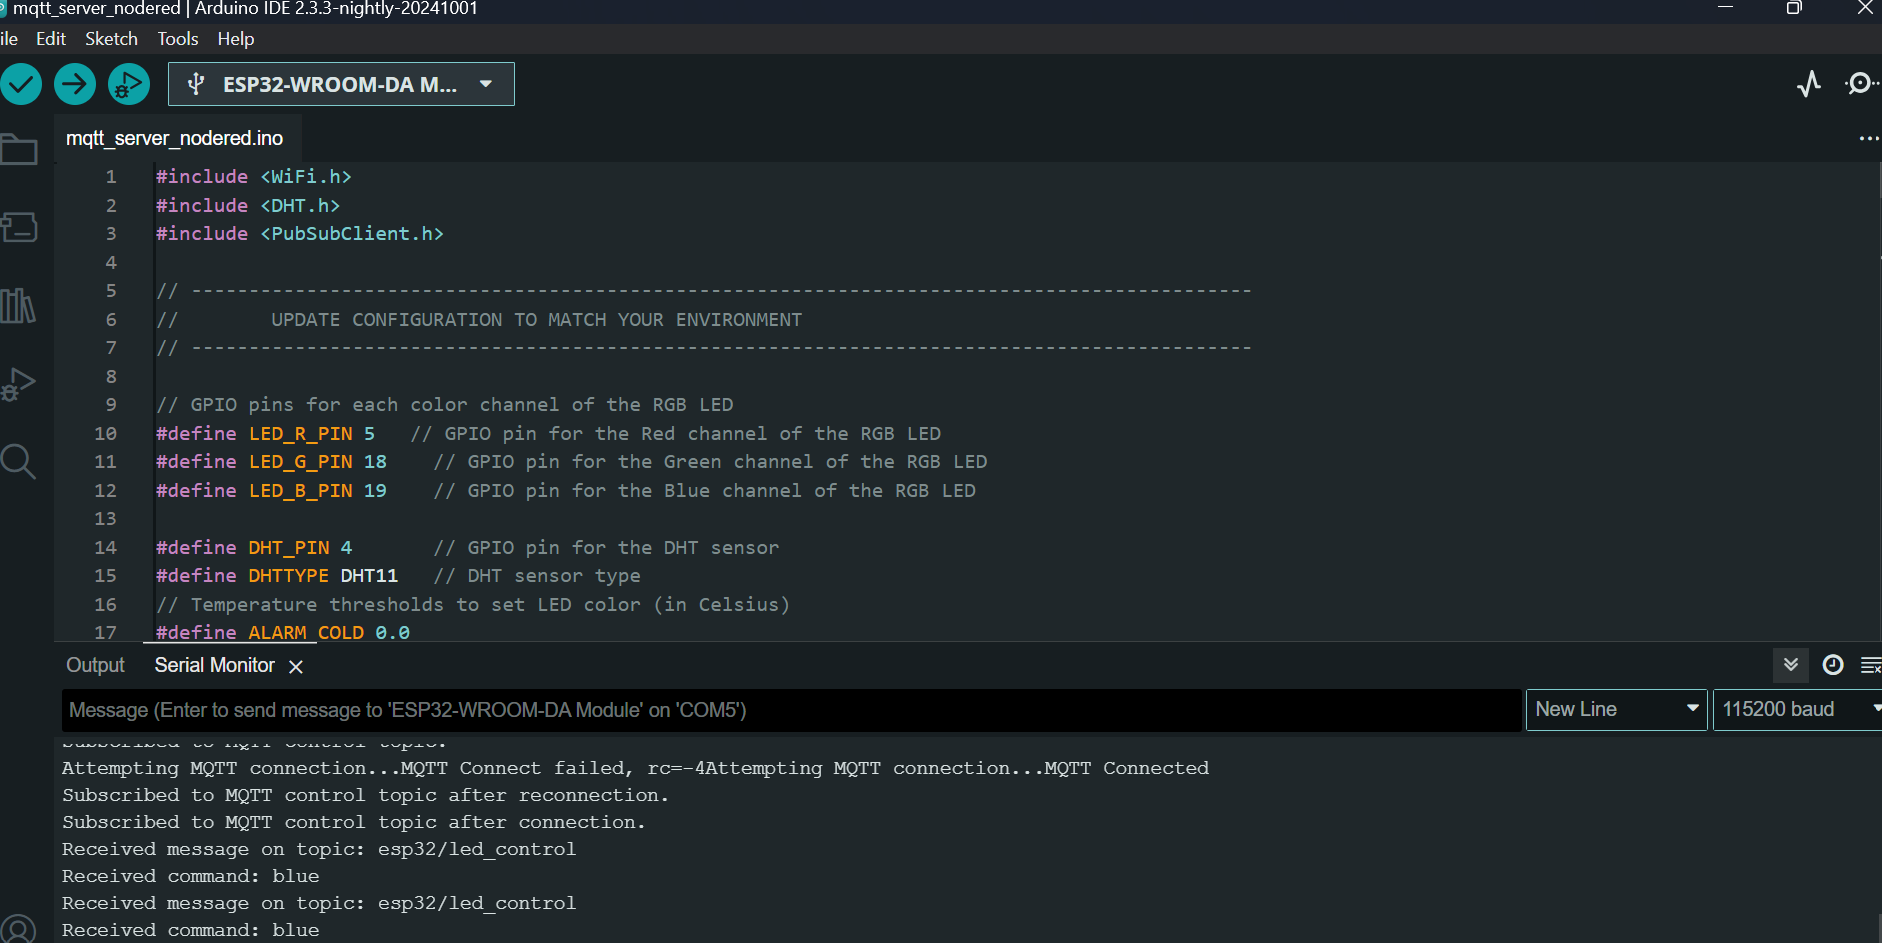 mqtt_server_nodered | Arduino IDE 2.3.3-nightly-20241001
ile Edit Sketch Tools Help
ESP32-WROOM-DA M...
mqtt_server_nodered.ino
1 #include <WiFi.h>
2 #include <DHT.h>
3 #include <PubSubClient.h>
4
5 // --------------------------------------------------------------------------------------------
6 //        UPDATE CONFIGURATION TO MATCH YOUR ENVIRONMENT
7 // --------------------------------------------------------------------------------------------
8
9 // GPIO pins for each color channel of the RGB LED
10 #define LED_R_PIN 5   // GPIO pin for the Red channel of the RGB LED
11 #define LED_G_PIN 18    // GPIO pin for the Green channel of the RGB LED
12 #define LED_B_PIN 19    // GPIO pin for the Blue channel of the RGB LED
13
14 #define DHT_PIN 4       // GPIO pin for the DHT sensor
15 #define DHTTYPE DHT11   // DHT sensor type
16 // Temperature thresholds to set LED color (in Celsius)
17 #define ALARM_COLD 0.0
Output Serial Monitor
Message (Enter to send message to 'ESP32-WROOM-DA Module' on 'COM5')
New Line
115200 baud
Subscribed to MQTT control topic.
Attempting MQTT connection...MQTT Connect failed, rc=-4Attempting MQTT connection...MQTT Connected
Subscribed to MQTT control topic after reconnection.
Subscribed to MQTT control topic after connection.
Received message on topic: esp32/led_control
Received command: blue
Received message on topic: esp32/led_control
Received command: blue